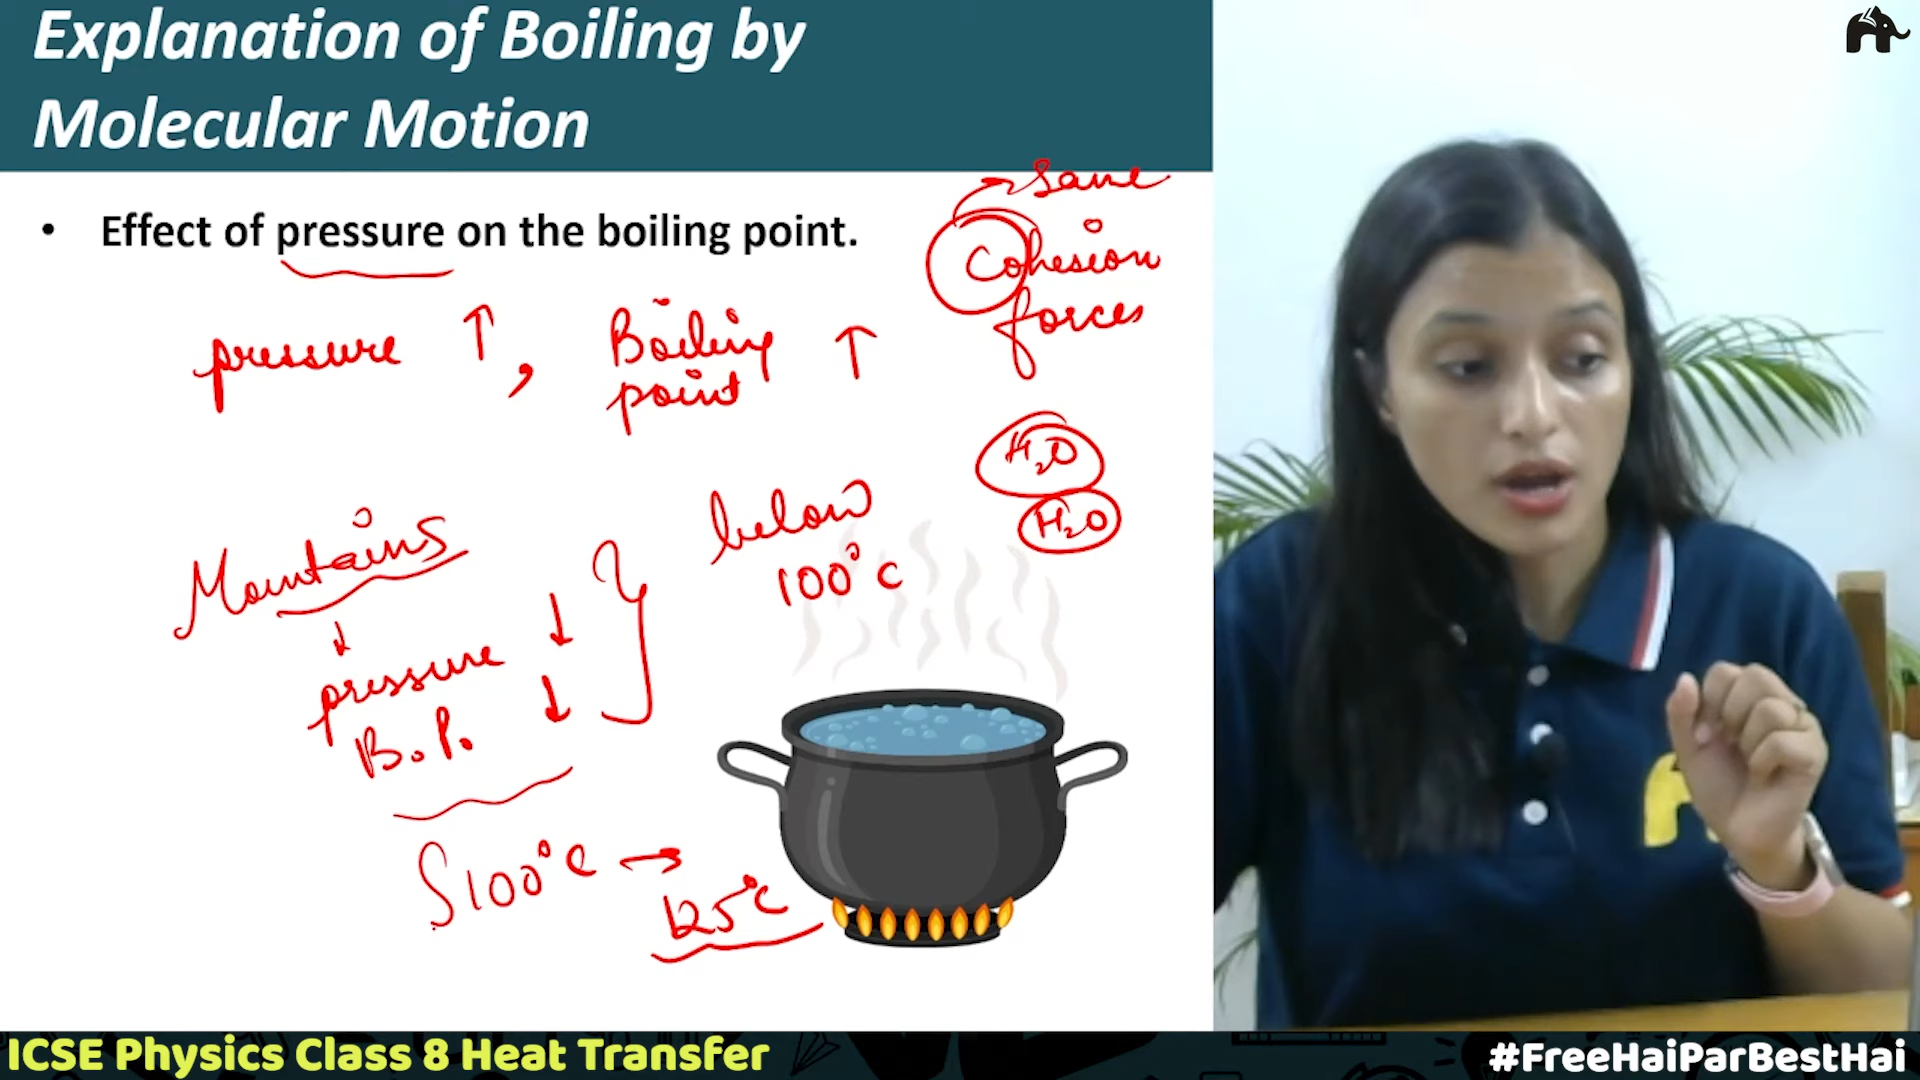 Explanation of Boiling by
Molecular Motion
• Effect of pressure on the boiling point.
Same
Cohesion
forces
pressure ↑ , Boiling
point ↑
H₂O
H₂O
Mountains
↓
pressure ↓
B.P. ↓
below
100°C
100°C →
125°C
ICSE Physics Class 8 Heat Transfer
#FreeHaiParBestHai